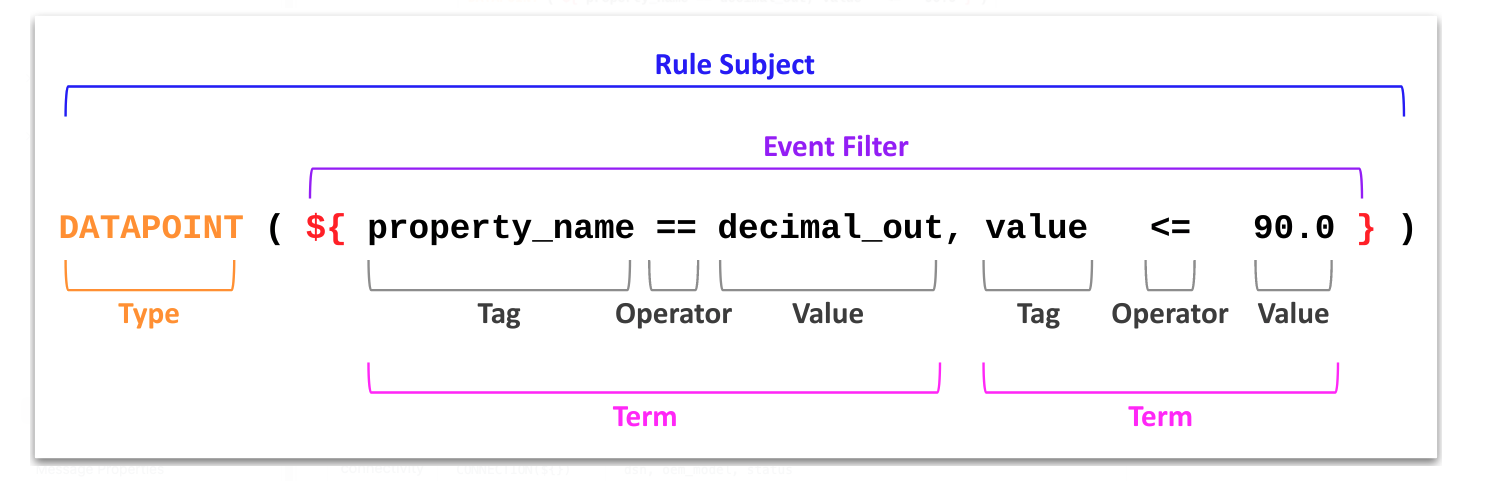 Rule Subject
Event Filter
DATAPOINT ( ${ property_name == decimal_out, value <= 90.0 } )
Type Tag Operator Value Tag Operator Value
Term Term